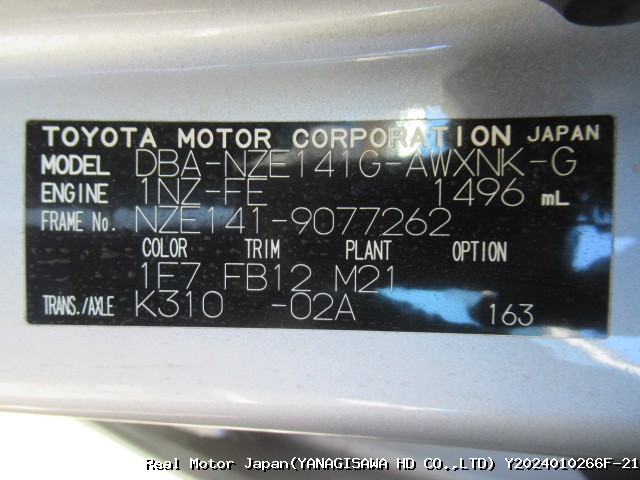 TOYOTA MOTOR CORPORATION JAPAN
MODEL DBA-NZE141G-AWXNK-G
ENGINE 1NZ-FE 1496 mL
FRAME No. NZE141-9077262
COLOR TRIM PLANT OPTION
1F7 FB12 M21
TRANS./AXLE K310 -02A 163
Real Motor Japan(YANAGISAWA HD CO.,LTD) Y2024010266F-21